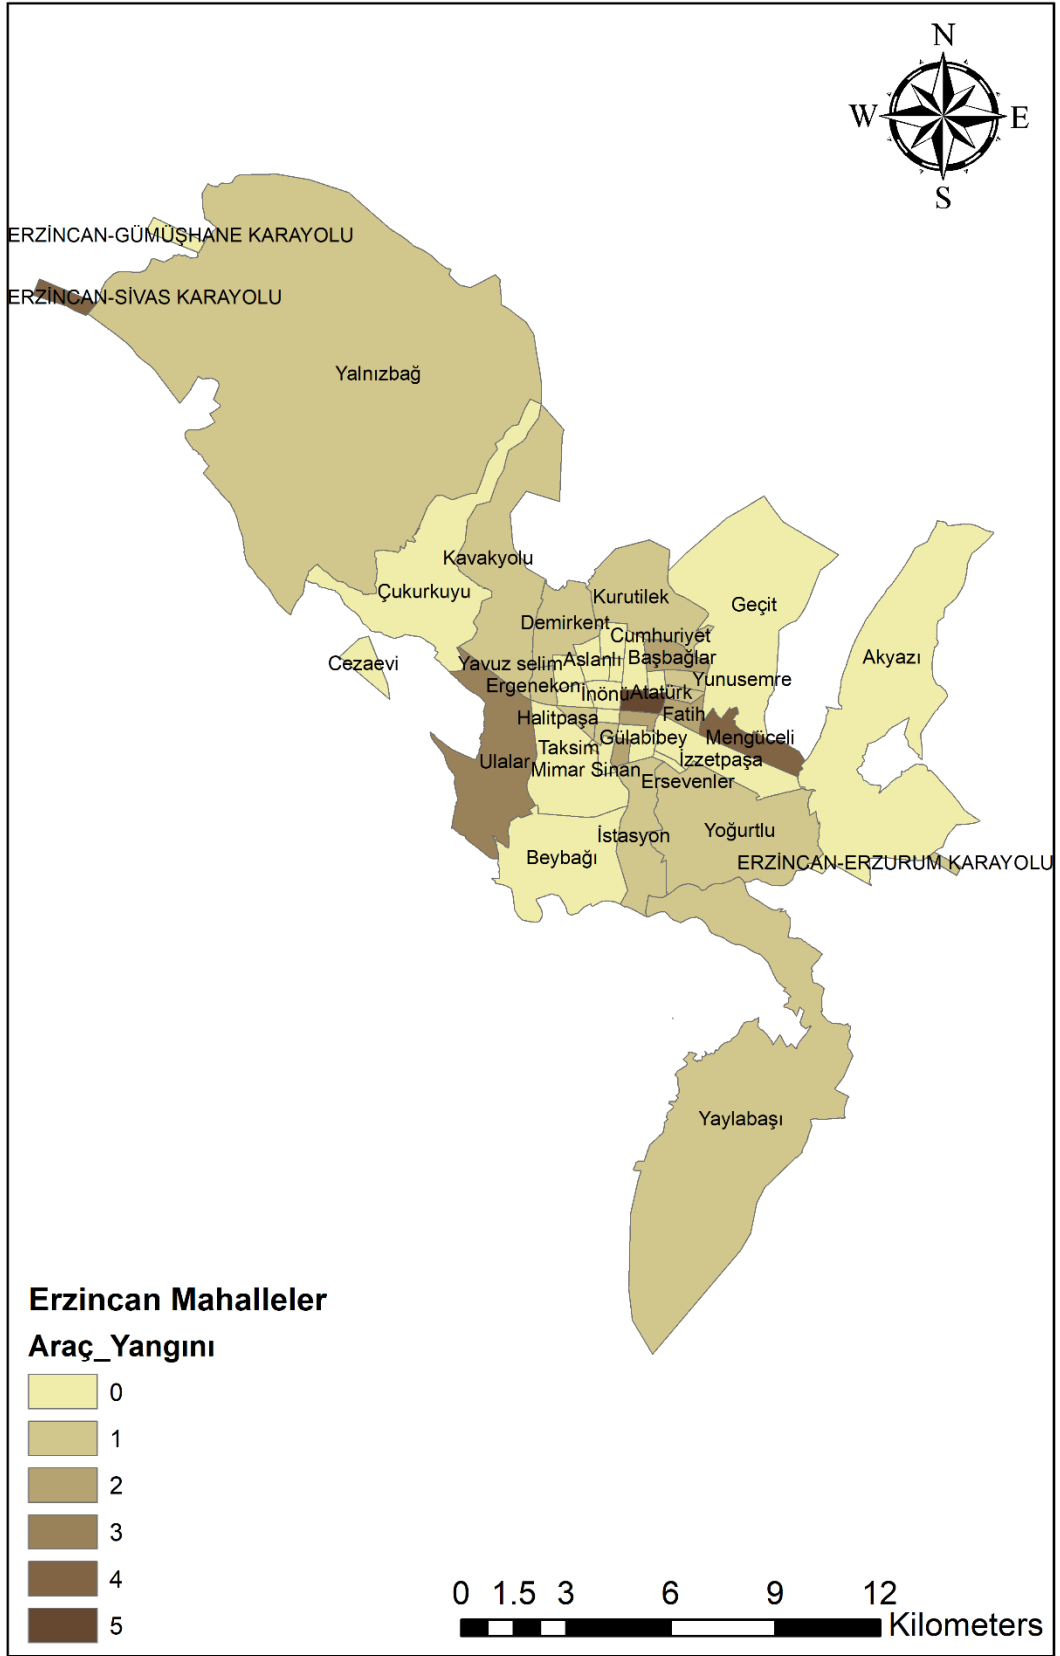 N
W E
S
ERZİNCAN-GÜMÜŞHANE KARAYOLU
ERZİNCAN-SİVAS KARAYOLU
Yalnızbağ
Kavakyolu
Çukurkuyu
Kurutilek
Geçit
Demirkent
Cumhuriyet
Cezaevi
Yavuz selim
Aslanlı
Başbağlar
Akyazı
Ergenekon
İnönü
Atatürk
Yunusemre
Halitpaşa
Fatih
Ulalar
Taksim
Gülabibey
Mengüceli
Mimar Sinan
İzzetpaşa
Ersevenler
İstasyon
Yoğurtlu
Beybağı
ERZİNCAN-ERZURUM KARAYOLU
Yaylabaşı
Erzincan Mahalleler
Araç_Yangını
0
1
2
3
4
5
0 1.5 3 6 9 12
Kilometers